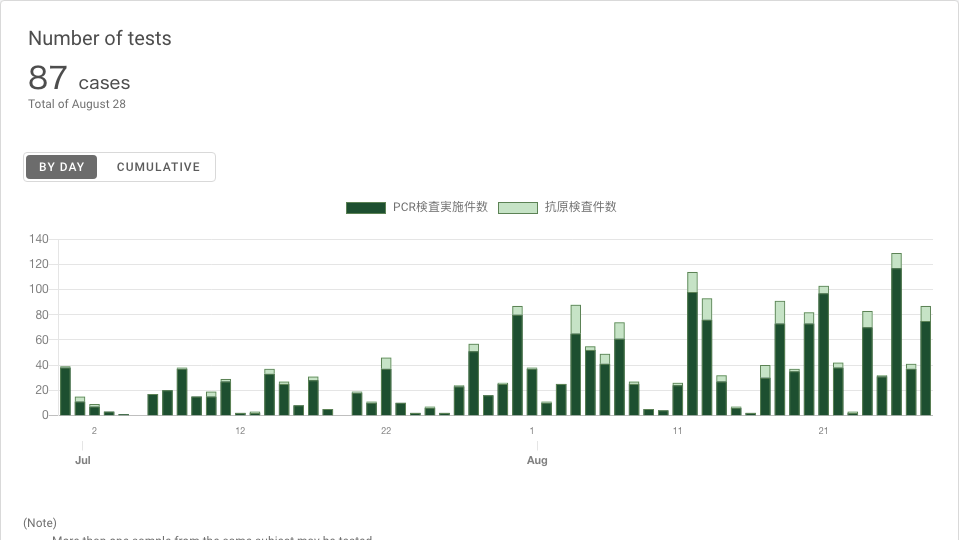 Number of tests
87 cases
Total of August 28
BY DAY CUMULATIVE
PCR検査実施件数 抗原検査件数
140
120
100
80
60
40
20
0
2 12 22 1 11 21
Jul Aug
(Note)
More than one sample from the same subject may be tested